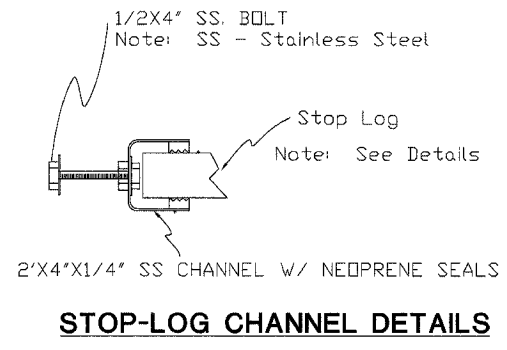 1/2X4" SS. BOLT
Note: SS - Stainless Steel
Stop Log
Note: See Details
2'X4"X1/4" SS CHANNEL W/ NEOPRENE SEALS
STOP-LOG CHANNEL DETAILS